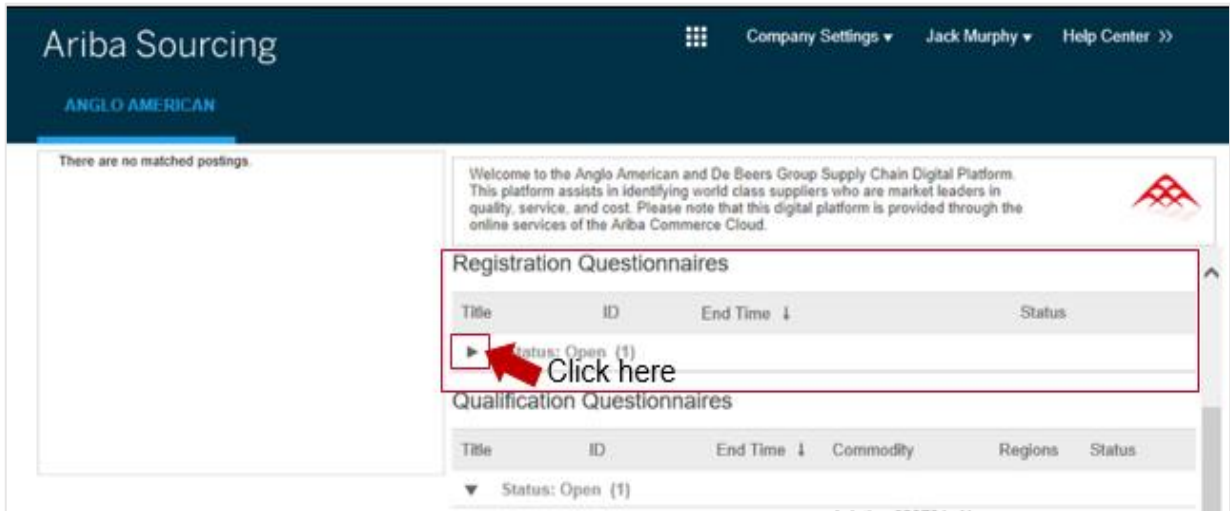 Ariba Sourcing
Company Settings ▾ Jack Murphy ▾ Help Center >>
ANGLO AMERICAN
There are no matched postings.
Welcome to the Anglo American and De Beers Group Supply Chain Digital Platform.
This platform assists in identifying world class suppliers who are market leaders in
quality, service, and cost. Please note that this digital platform is provided through the
online services of the Ariba Commerce Cloud.
Registration Questionnaires
Title ID End Time ↓ Status
► Status: Open (1)
Click here
Qualification Questionnaires
Title ID End Time ↓ Commodity Regions Status
▼ Status: Open (1)